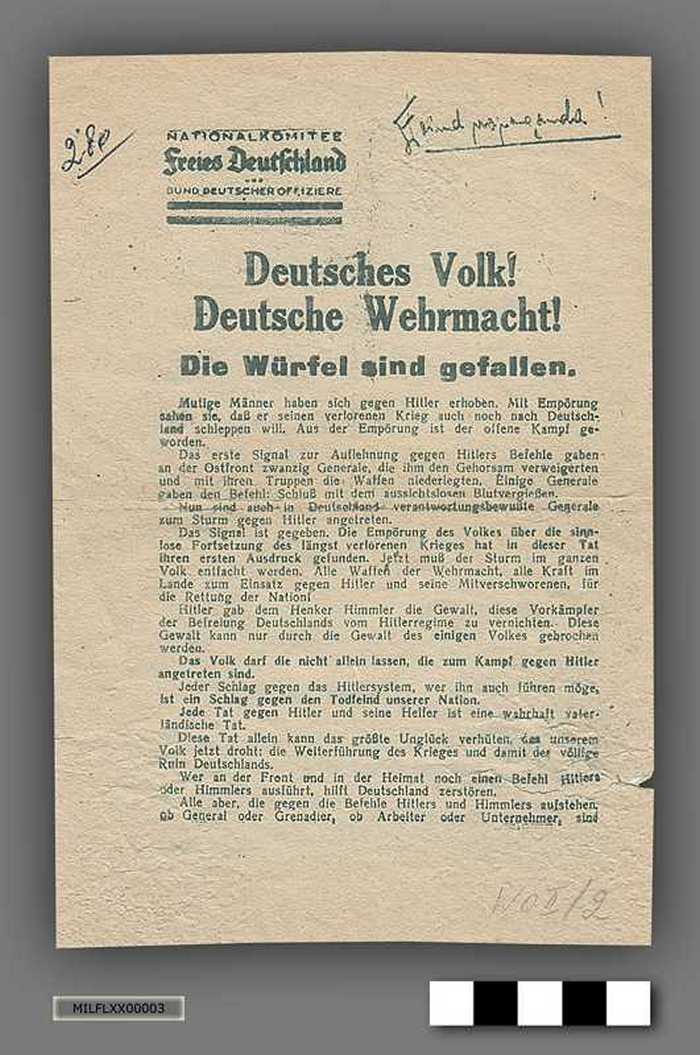 280
Feindpropaganda!
NATIONALKOMITEE
Freies Deutschland
UND
BUND DEUTSCHER OFFIZIERE
Deutsches Volk!
Deutsche Wehrmacht!
Die Würfel sind gefallen.
Mutige Männer haben sich gegen Hitler erhoben. Mit Empörung
sahen sie, daß er seinen verlorenen Krieg auch noch nach Deutsch-
land schleppen will. Aus der Empörung ist der offene Kampf ge-
worden.
Das erste Signal zur Auflehnung gegen Hitlers Befehle gaben
an der Ostfront zwanzig Generale, die ihm den Gehorsam verweigerten
und mit ihren Truppen die Waffen niederlegten. Einige Generale
gaben den Befehl: Schluß mit dem aussichtslosen Blutvergießen.
Nun sind auch in Deutschland verantwortungsbewußte Generale
zum Sturm gegen Hitler angetreten.
Das Signal ist gegeben. Die Empörung des Volkes über die sinn-
lose Fortsetzung des längst verlorenen Krieges hat in dieser Tat
ihren ersten Ausdruck gefunden. Jetzt muß der Sturm im ganzen
Volk entfacht werden. Alle Waffen der Wehrmacht, alle Kraft im
Lande zum Einsatz gegen Hitler und seine Mitverschworenen, für
die Rettung der Nation!
Hitler gab dem Henker Himmler die Gewalt, diese Vorkämpfer
der Befreiung Deutschlands vom Hitlerregime zu vernichten. Diese
Gewalt kann nur durch die Gewalt des einigen Volkes gebrochen
werden.
Das Volk darf die nicht allein lassen, die zum Kampf gegen Hitler
angetreten sind.
Jeder Schlag gegen das Hitlersystem, wer ihn auch führen möge,
ist ein Schlag gegen den Todfeind unserer Nation.
Jede Tat gegen Hitler und seine Helfer ist eine wahrhaft vater-
ländische Tat.
Diese Tat allein kann das größte Unglück verhüten, das unserem
Volk jetzt droht: die Weiterführung des Krieges und damit der völlige
Ruin Deutschlands.
Wer an der Front und in der Heimat noch einen Befehl Hitlers
oder Himmlers ausführt, hilft Deutschland zerstören.
Alle aber, die gegen die Befehle Hitlers und Himmlers aufstehen,
ob General oder Grenadier, ob Arbeiter oder Unternehmer, sind
WOII/2
MILFLXX00003